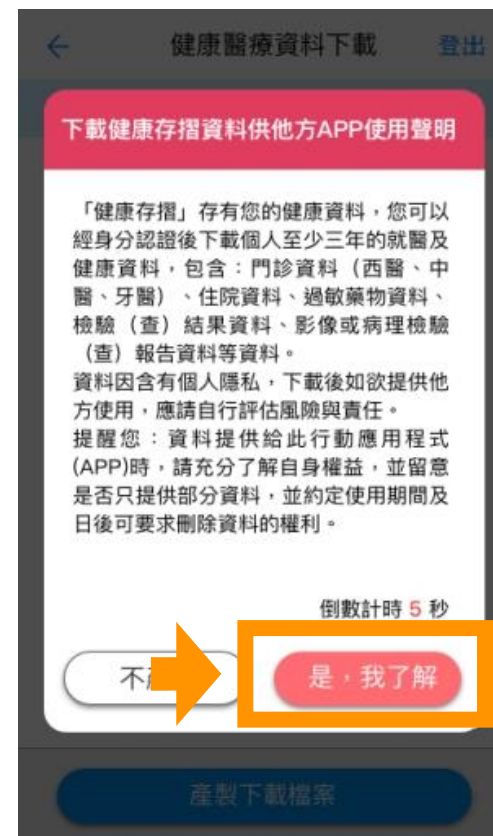 健康醫療資料下載 登出
下載健康存摺資料供他方APP使用聲明
「健康存摺」存有您的健康資料,您可以
經身分認證後下載個人至少三年的就醫及
健康資料,包含:門診資料(西醫、中
醫、牙醫)、住院資料、過敏藥物資料、
檢驗(查)結果資料、影像或病理檢驗
(查)報告資料等資料。
資料因含有個人隱私,下載後如欲提供他
方使用,應請自行評估風險與責任。
提醒您:資料提供給此行動應用程式
(APP)時,請充分了解自身權益,並留意
是否只提供部分資料,並約定使用期間及
日後可要求刪除資料的權利。
倒數計時 5 秒
不
是,我了解
產製下載檔案